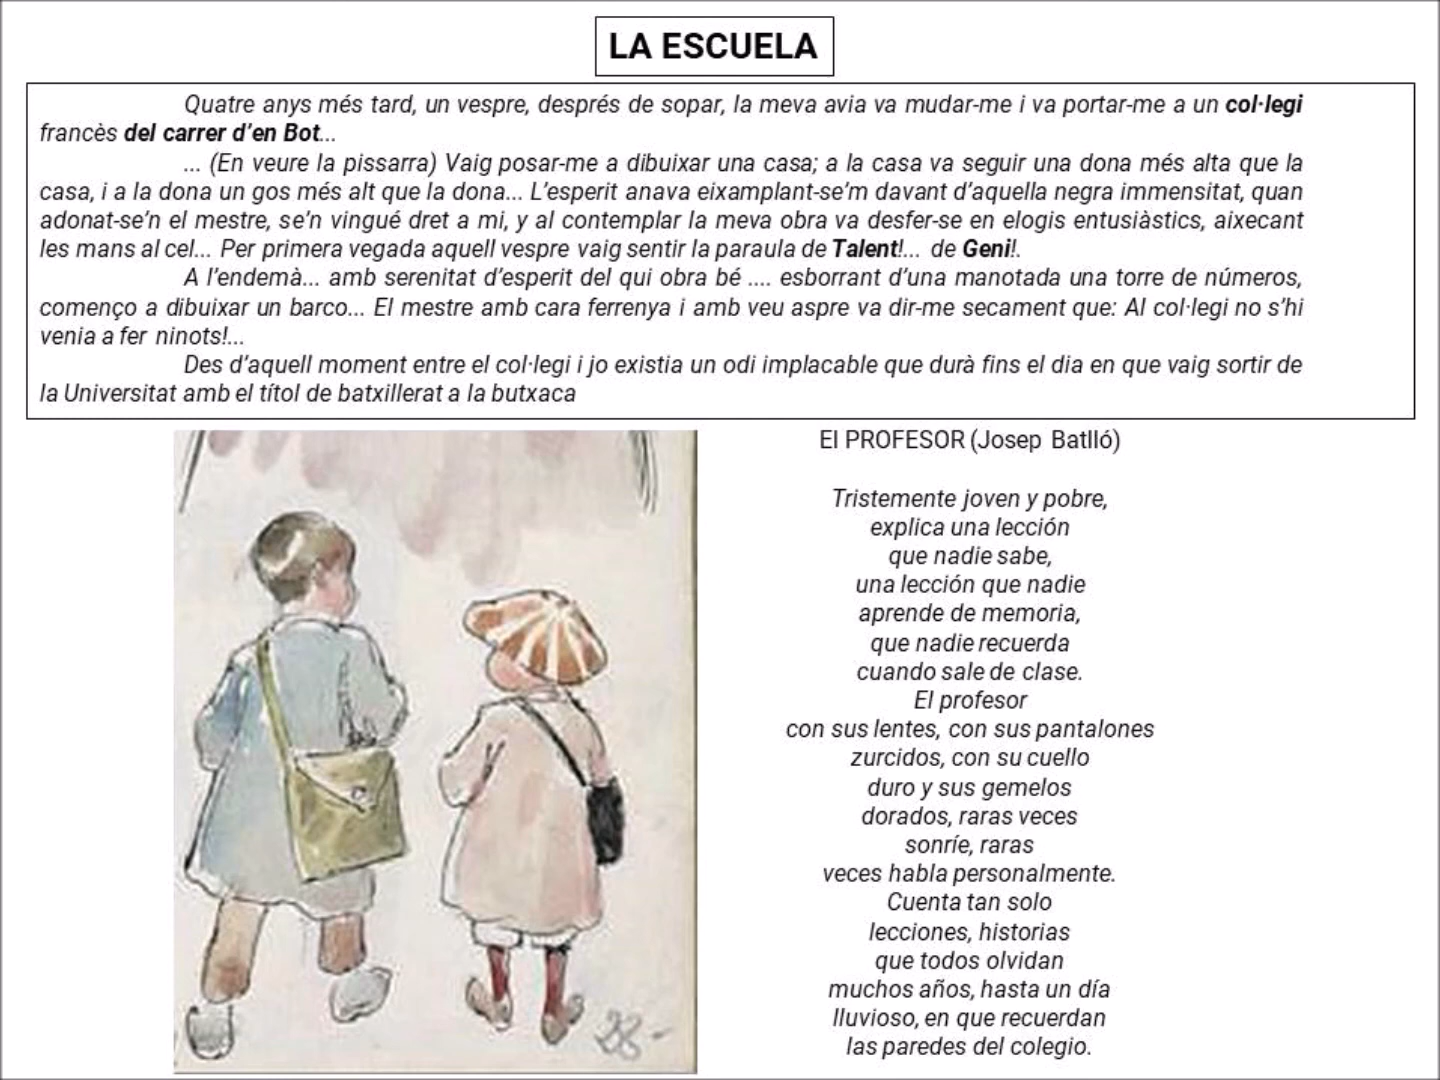 LA ESCUELA
Quatre anys més tard, un vespre, després de sopar, la meva avia va mudar-me i va portar-me a un col·legi
francès del carrer d'en Bot...
... (En veure la pissarra) Vaig posar-me a dibuixar una casa; a la casa va seguir una dona més alta que la
casa, i a la dona un gos més alt que la dona... L'esperit anava eixamplant-se'm davant d'aquella negra immensitat, quan
adonat-se'n el mestre, se'n vingué dret a mi, y al contemplar la meva obra va desfer-se en elogis entusiàstics, aixecant
les mans al cel... Per primera vegada aquell vespre vaig sentir la paraula de Talent!... de Geni!.
A l'endemà... amb serenitat d'esperit del qui obra bé .... esborrant d'una manotada una torre de números,
començo a dibuixar un barco... El mestre amb cara ferrenya i amb veu aspre va dir-me secament que: Al col·legi no s'hi
venia a fer ninots!...
Des d'aquell moment entre el col·legi i jo existia un odi implacable que durà fins el dia en que vaig sortir de
la Universitat amb el títol de batxillerat a la butxaca
El PROFESOR (Josep Batlló)
Tristemente joven y pobre,
explica una lección
que nadie sabe,
una lección que nadie
aprende de memoria,
que nadie recuerda
cuando sale de clase.
El profesor
con sus lentes, con sus pantalones
zurcidos, con su cuello
duro y sus gemelos
dorados, raras veces
sonríe, raras
veces habla personalmente.
Cuenta tan solo
lecciones, historias
que todos olvidan
muchos años, hasta un día
lluvioso, en que recuerdan
las paredes del colegio.